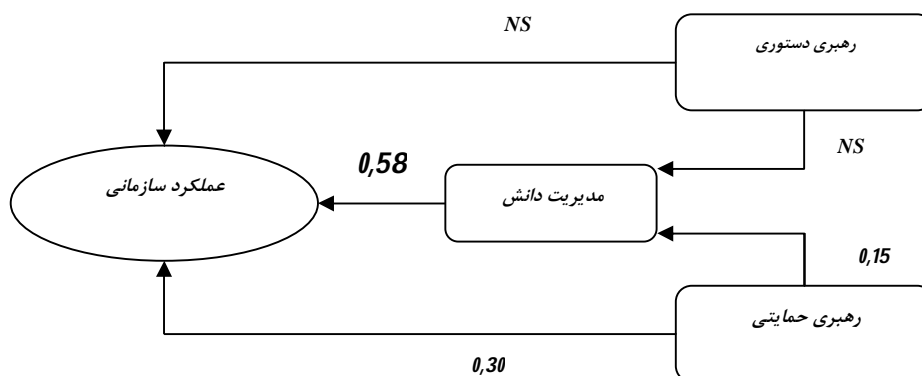 NS
رهبری دستوری
NS
0,58
عملکرد سازمانی
مدیریت دانش
0,15
رهبری حمایتی
0,30